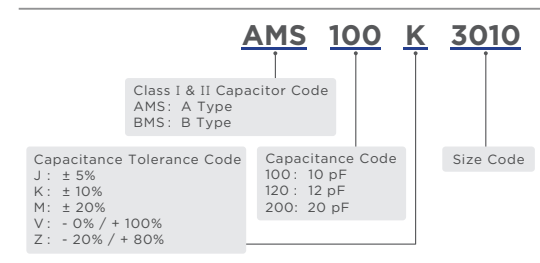 AMS 100 K 3010
Class I & II Capacitor Code
AMS: A Type
BMS: B Type
Capacitance Tolerance Code
J : ± 5%
K : ± 10%
M: ± 20%
V: - 0% / + 100%
Z : - 20% / + 80%
Capacitance Code
100 : 10 pF
120 : 12 pF
200: 20 pF
Size Code